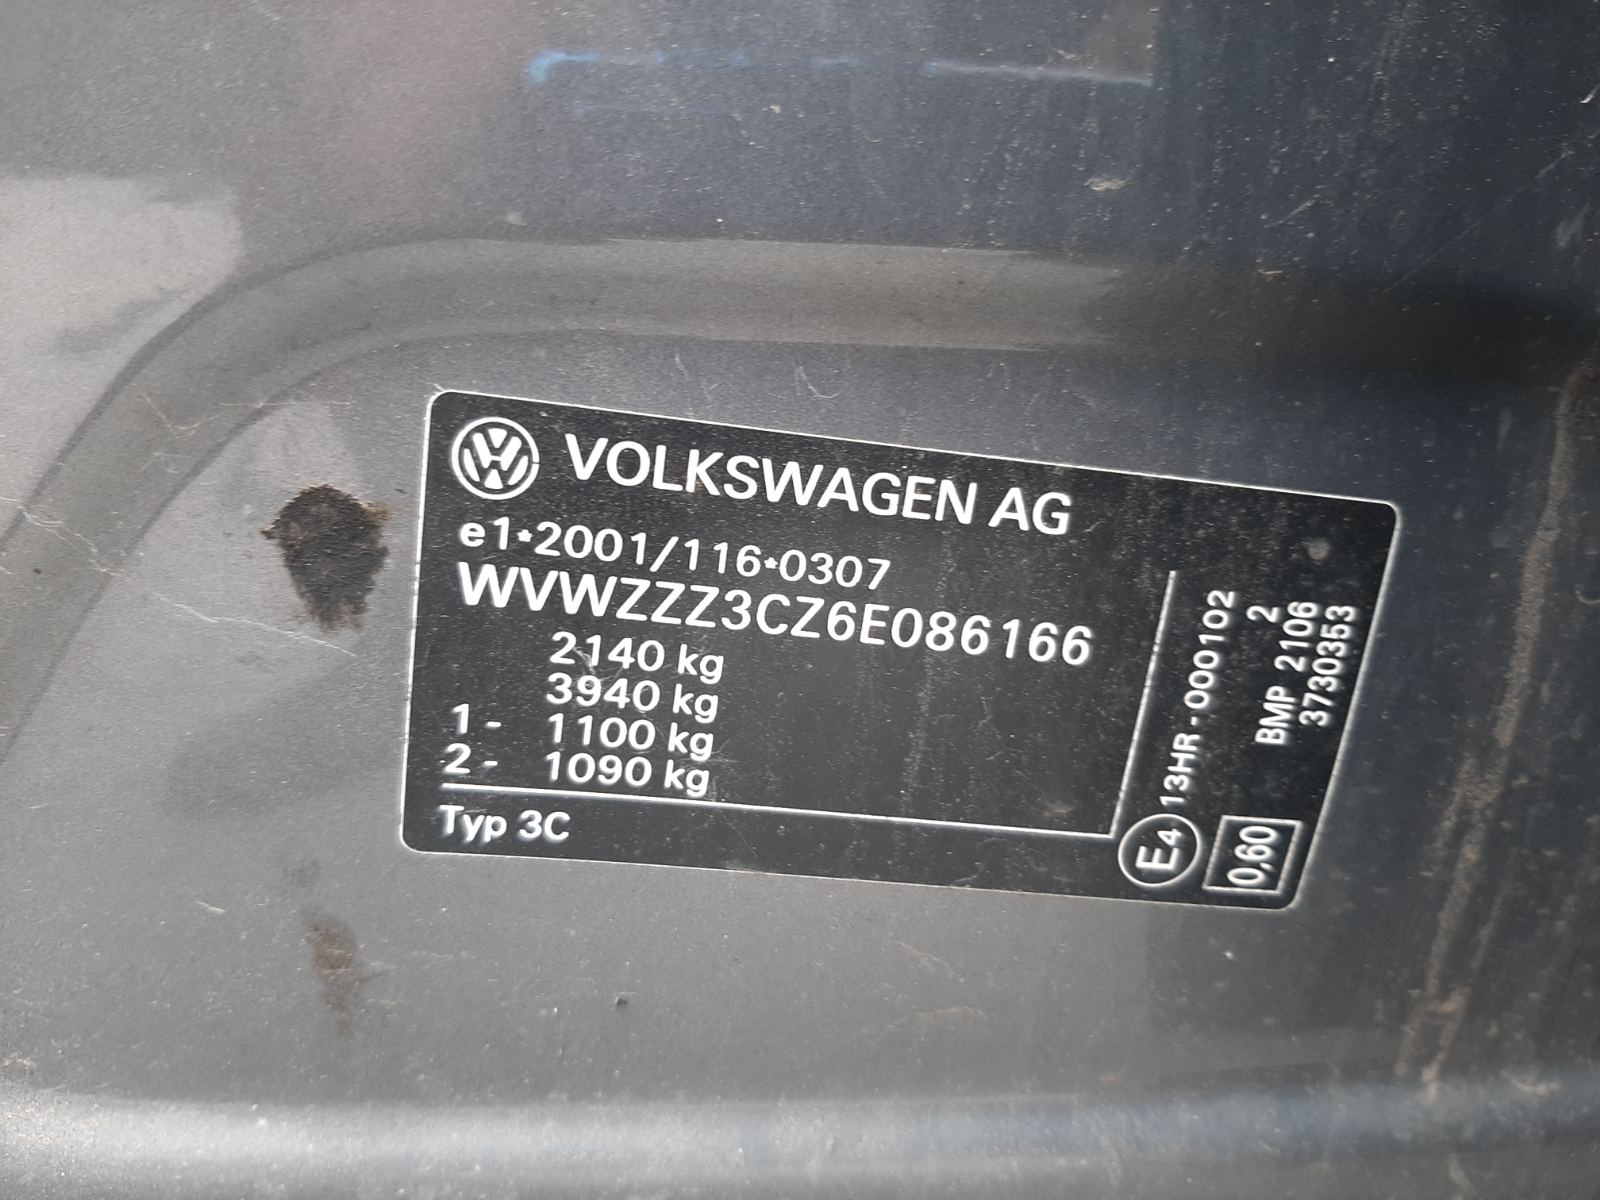 VOLKSWAGEN AG
e1*2001/116*0307
WVWZZZ3CZ6E086166
2140 kg
3940 kg
1 - 1100 kg
2 - 1090 kg
Typ 3C
E4 13HR - 000102
0,60
BMP 2
2106
3730353